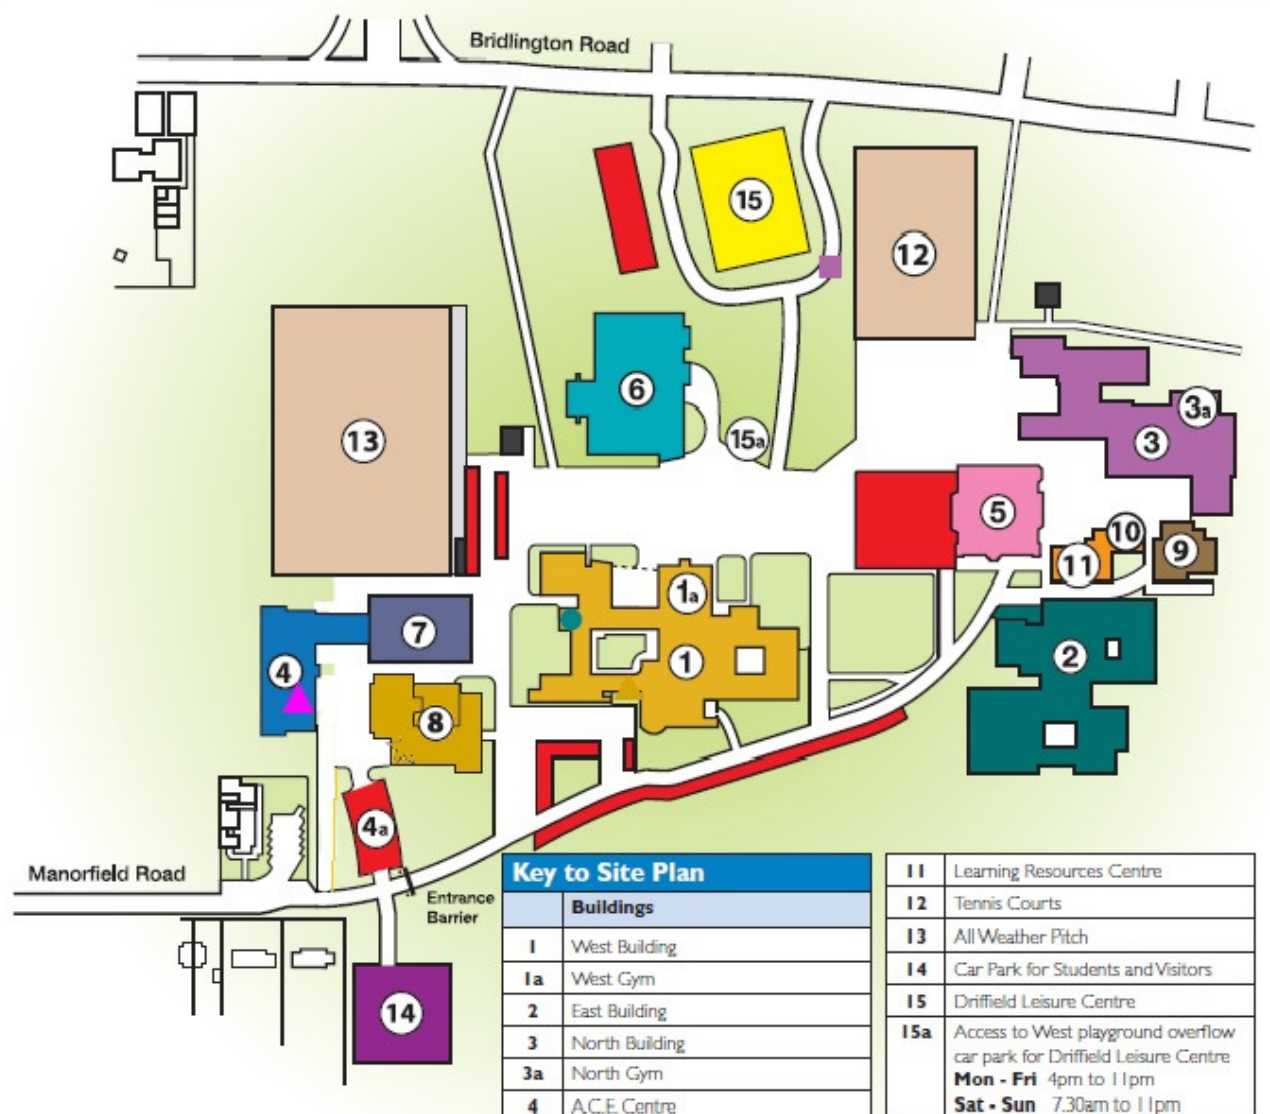 Bridlington Road
15
12
6
13
15a
3a
3
5
10
9
11
1a
7
1
2
4
8
4a
Manorfield Road
Entrance
Barrier
14
Key to Site Plan
Buildings
1 West Building
1a West Gym
2 East Building
3 North Building
3a North Gym
4 A.C.E. Centre
11 Learning Resources Centre
12 Tennis Courts
13 All Weather Pitch
14 Car Park for Students and Visitors
15 Driffield Leisure Centre
15a Access to West playground overflow
car park for Driffield Leisure Centre
Mon - Fri 4pm to 11pm
Sat - Sun 7.30am to 11pm